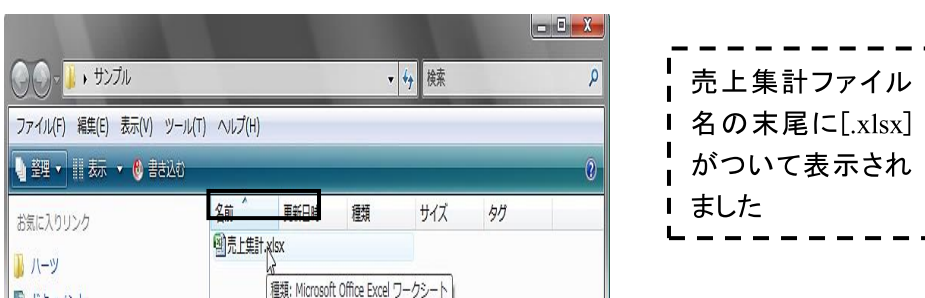 サンプル
検索
ファイル(F) 編集(E) 表示(V) ツール(T) ヘルプ(H)
整理 表示 書き込む
お気に入りリンク
名前 更新日時 種類 サイズ タグ
売上集計.xlsx
ハーツ
種類: Microsoft Office Excel ワークシート
売上集計ファイル
名の末尾に[.xlsx]
がついて表示され
ました